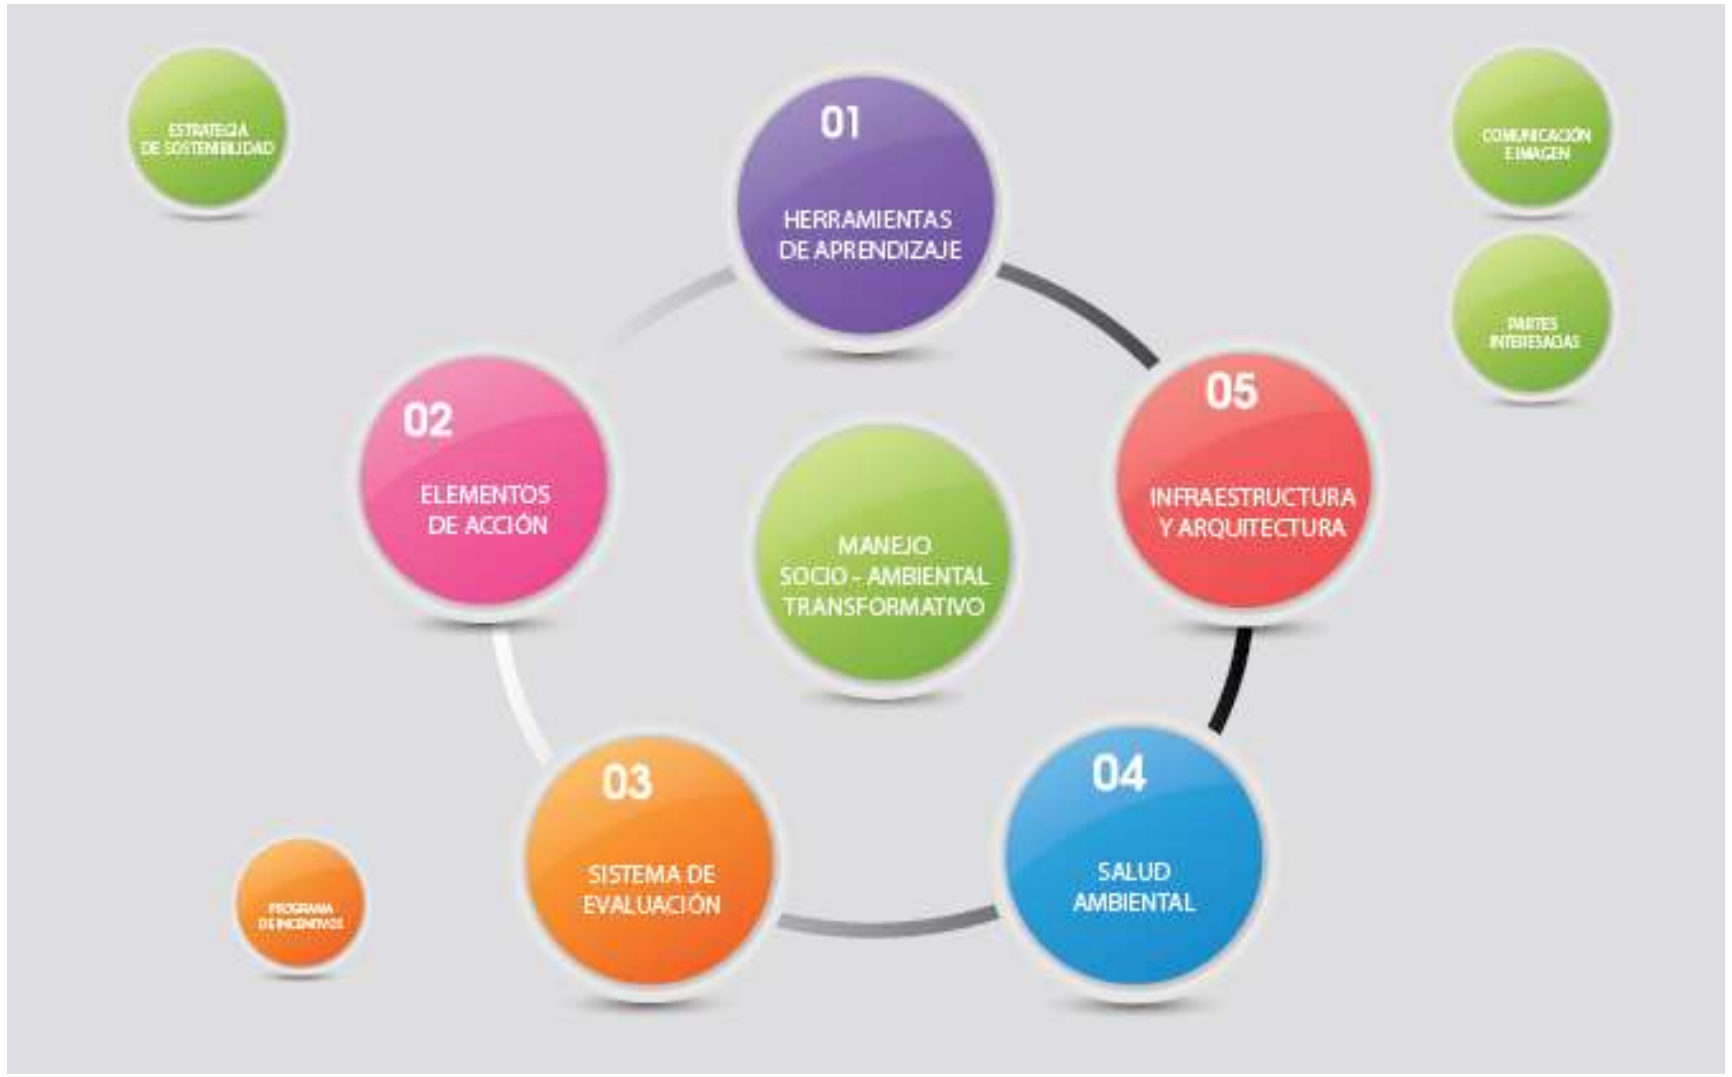 ESTRATEGIA
DE SOSTENIBILIDAD
COMUNICACIÓN
E IMAGEN
PARTES
INTERESADAS
01
HERRAMIENTAS
DE APRENDIZAJE
02
ELEMENTOS
DE ACCIÓN
05
INFRAESTRUCTURA
Y ARQUITECTURA
MANEJO
SOCIO - AMBIENTAL
TRANSFORMATIVO
03
SISTEMA DE
EVALUACIÓN
04
SALUD
AMBIENTAL
PROGRAMA
DE INCENTIVOS